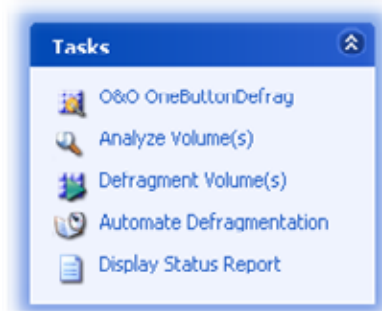 Tasks
O&O OneButtonDefrag
Analyze Volume(s)
Defragment Volume(s)
Automate Defragmentation
Display Status Report